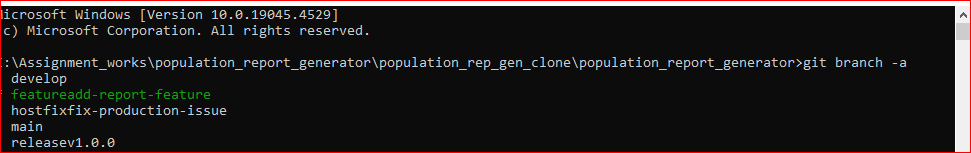 Microsoft Windows [Version 10.0.19045.4529]
c) Microsoft Corporation. All rights reserved.
:\Assignment_works\population_report_generator\population_rep_gen_clone\population_report_generator>git branch -a
develop
featureadd-report-feature
hostfixfix-production-issue
main
releasev1.0.0